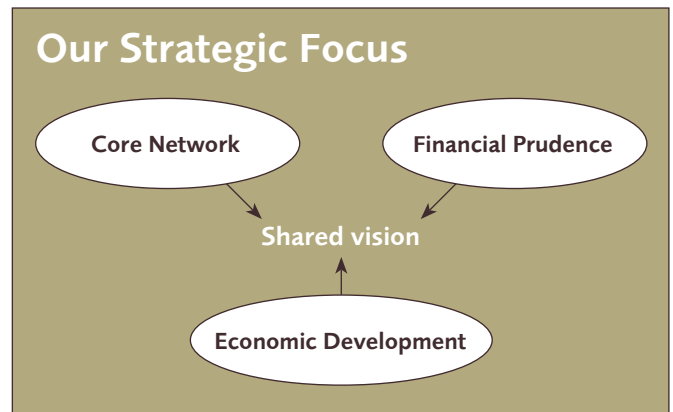 Our Strategic Focus
Core Network
Financial Prudence
Shared vision
Economic Development